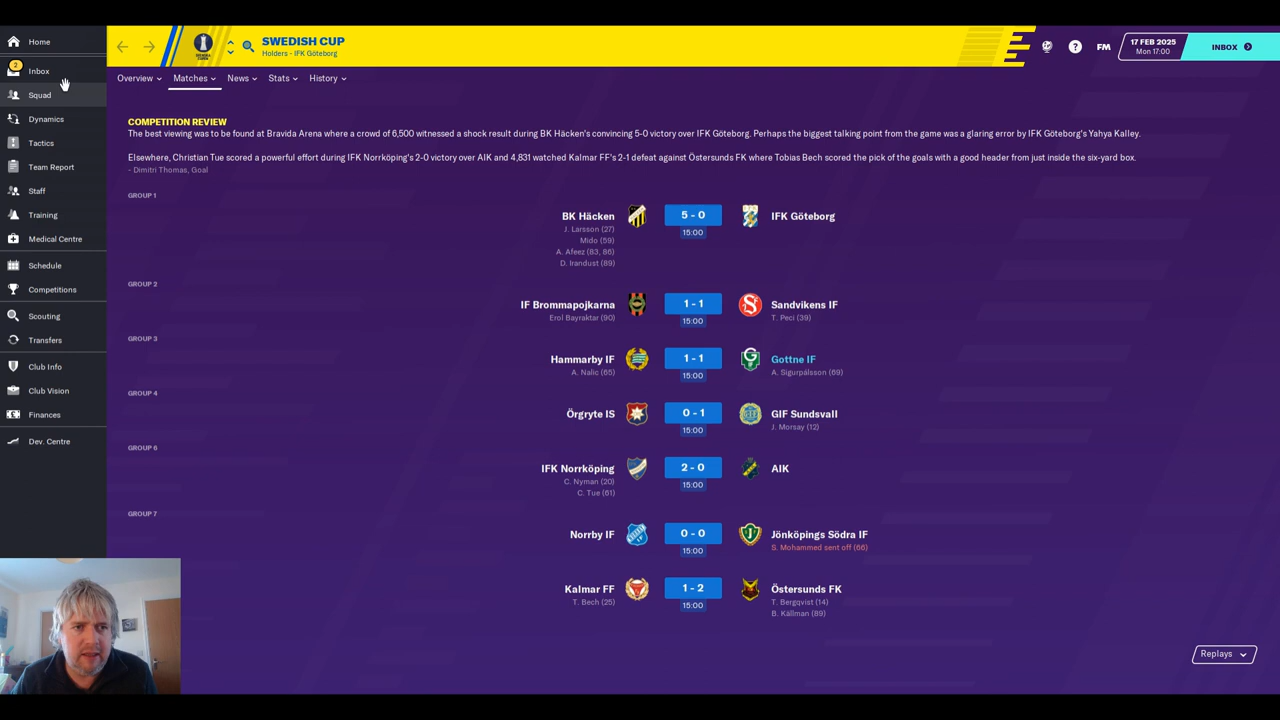 Home
SWEDISH CUP
Holders - IFK Göteborg
FM
17 FEB 2025
Mon 17:00
INBOX
2
Inbox
Overview
Matches
News
Stats
History
Squad
Dynamics
Tactics
Team Report
Staff
Training
Medical Centre
Schedule
Competitions
Scouting
Transfers
Club Info
Club Vision
Finances
Dev. Centre
COMPETITION REVIEW
The best viewing was to be found at Bravida Arena where a crowd of 6,500 witnessed a shock result during BK Häcken's convincing 5-0 victory over IFK Göteborg. Perhaps the biggest talking point from the game was a glaring error by IFK Göteborg's Yahya Kalley.
Elsewhere, Christian Tue scored a powerful effort during IFK Norrköping's 2-0 victory over AIK and 4,831 watched Kalmar FF's 2-1 defeat against Östersunds FK where Tobias Bech scored the pick of the goals with a good header from just inside the six-yard box.
- Dimitri Thomas, Goal
GROUP 1
BK Häcken 5 - 0 IFK Göteborg
J. Larsson (27) 15:00
Mido (59)
A. Afeez (83, 86)
D. Irandust (89)
GROUP 2
IF Brommapojkarna 1 - 1 Sandvikens IF
Erol Bayraktar (90) 15:00 T. Peci (39)
GROUP 3
Hammarby IF 1 - 1 Gottne IF
A. Nalic (65) 15:00 A. Sigurpálsson (69)
GROUP 4
Örgryte IS 0 - 1 GIF Sundsvall
15:00 J. Morsay (12)
GROUP 6
IFK Norrköping 2 - 0 AIK
C. Nyman (20) 15:00
C. Tue (61)
GROUP 7
Norrby IF 0 - 0 Jönköpings Södra IF
15:00 S. Mohammed sent off (66)
Kalmar FF 1 - 2 Östersunds FK
T. Bech (25) 15:00 T. Bergqvist (14)
B. Källman (89)
Replays